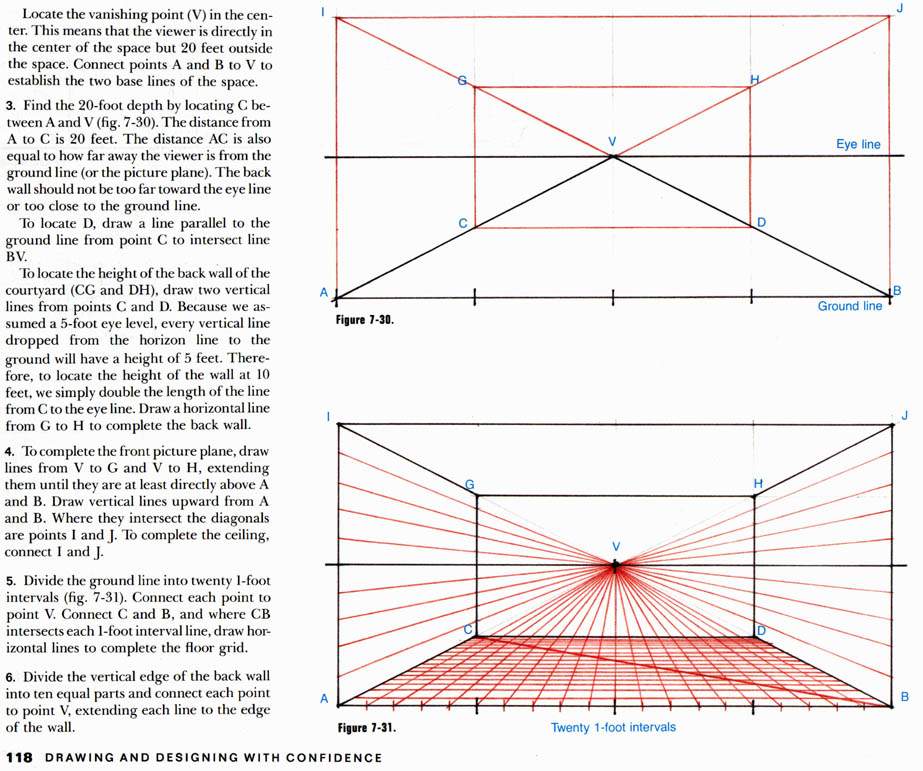 Locate the vanishing point (V) in the cen-
ter. This means that the viewer is directly in
the center of the space but 20 feet outside
the space. Connect points A and B to V to
establish the two base lines of the space.
3. Find the 20-foot depth by locating C be-
tween A and V (fig. 7-30). The distance from
A to C is 20 feet. The distance AC is also
equal to how far away the viewer is from the
ground line (or the picture plane). The back
wall should not be too far toward the eye line
or too close to the ground line.
To locate D, draw a line parallel to the
ground line from point C to intersect line
BV.
To locate the height of the back wall of the
courtyard (CG and DH), draw two vertical
lines from points C and D. Because we as-
sumed a 5-foot eye level, every vertical line
dropped from the horizon line to the
ground will have a height of 5 feet. There-
fore, to locate the height of the wall at 10
feet, we simply double the length of the line
from C to the eye line. Draw a horizontal line
from G to H to complete the back wall.
4. To complete the front picture plane, draw
lines from V to G and V to H, extending
them until they are at least directly above A
and B. Draw vertical lines upward from A
and B. Where they intersect the diagonals
are points I and J. To complete the ceiling,
connect I and J.
5. Divide the ground line into twenty 1-foot
intervals (fig. 7-31). Connect each point to
point V. Connect C and B, and where CB
intersects each 1-foot interval line, draw hor-
izontal lines to complete the floor grid.
6. Divide the vertical edge of the back wall
into ten equal parts and connect each point
to point V, extending each line to the edge
of the wall.
118 DRAWING AND DESIGNING WITH CONFIDENCE
I
J
G
H
V
Eye line
C
D
A
B
Ground line
Figure 7-30.
I
J
G
H
V
C
D
A
B
Figure 7-31.
Twenty 1-foot intervals